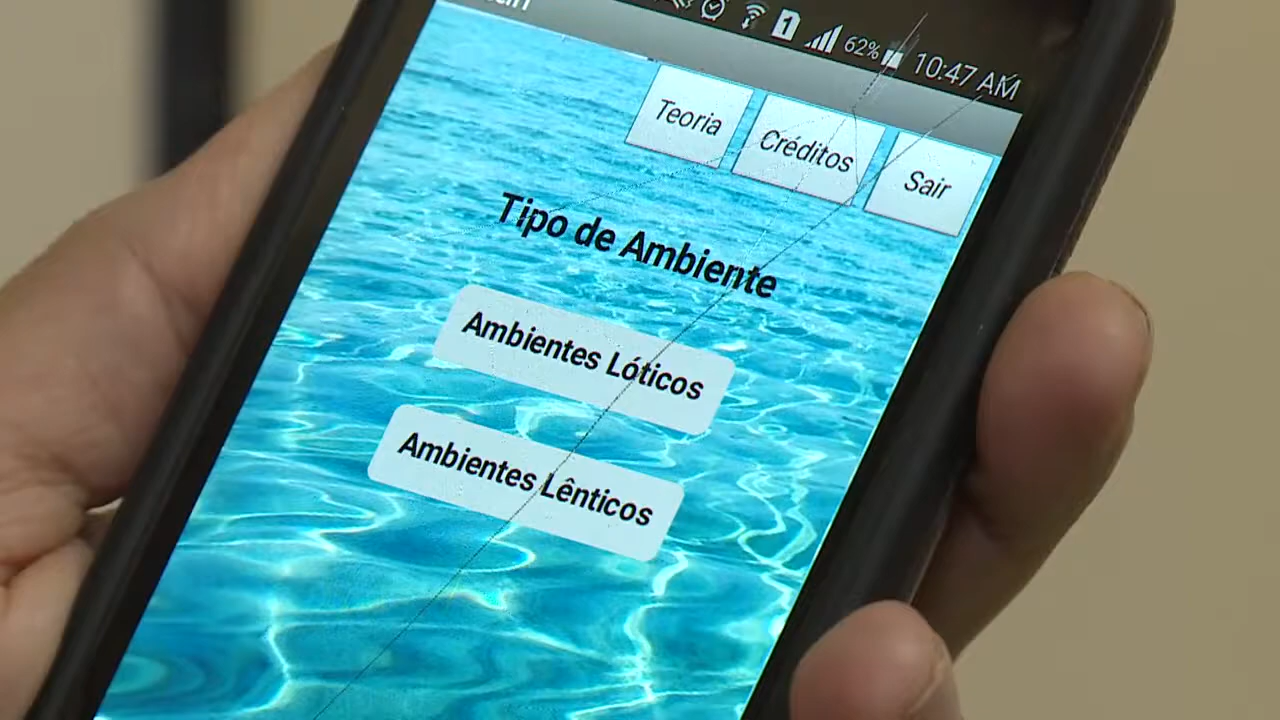 62% 10:47 AM
Teoria Créditos Sair
Tipo de Ambiente
Ambientes Lóticos
Ambientes Lênticos